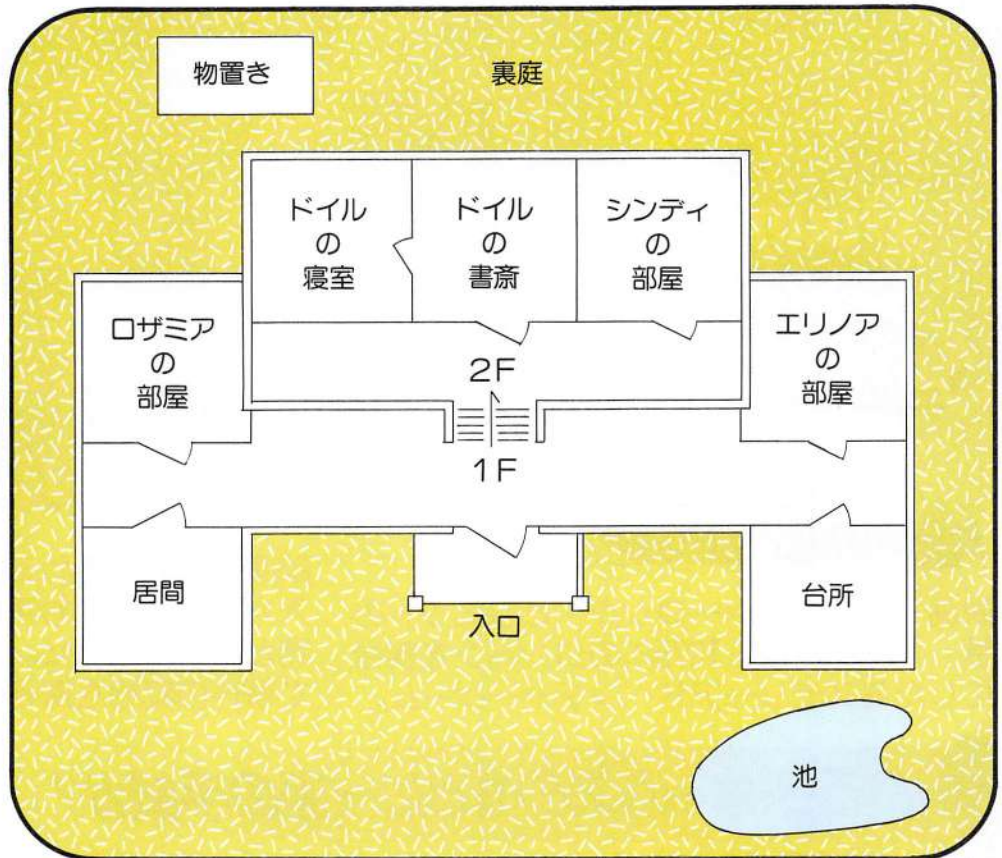 物置き
裏庭
ドイル
の
寝室
ドイル
の
書斎
シンディ
の
部屋
ロザミア
の
部屋
エリノア
の
部屋
2F
1F
居間
台所
入口
池